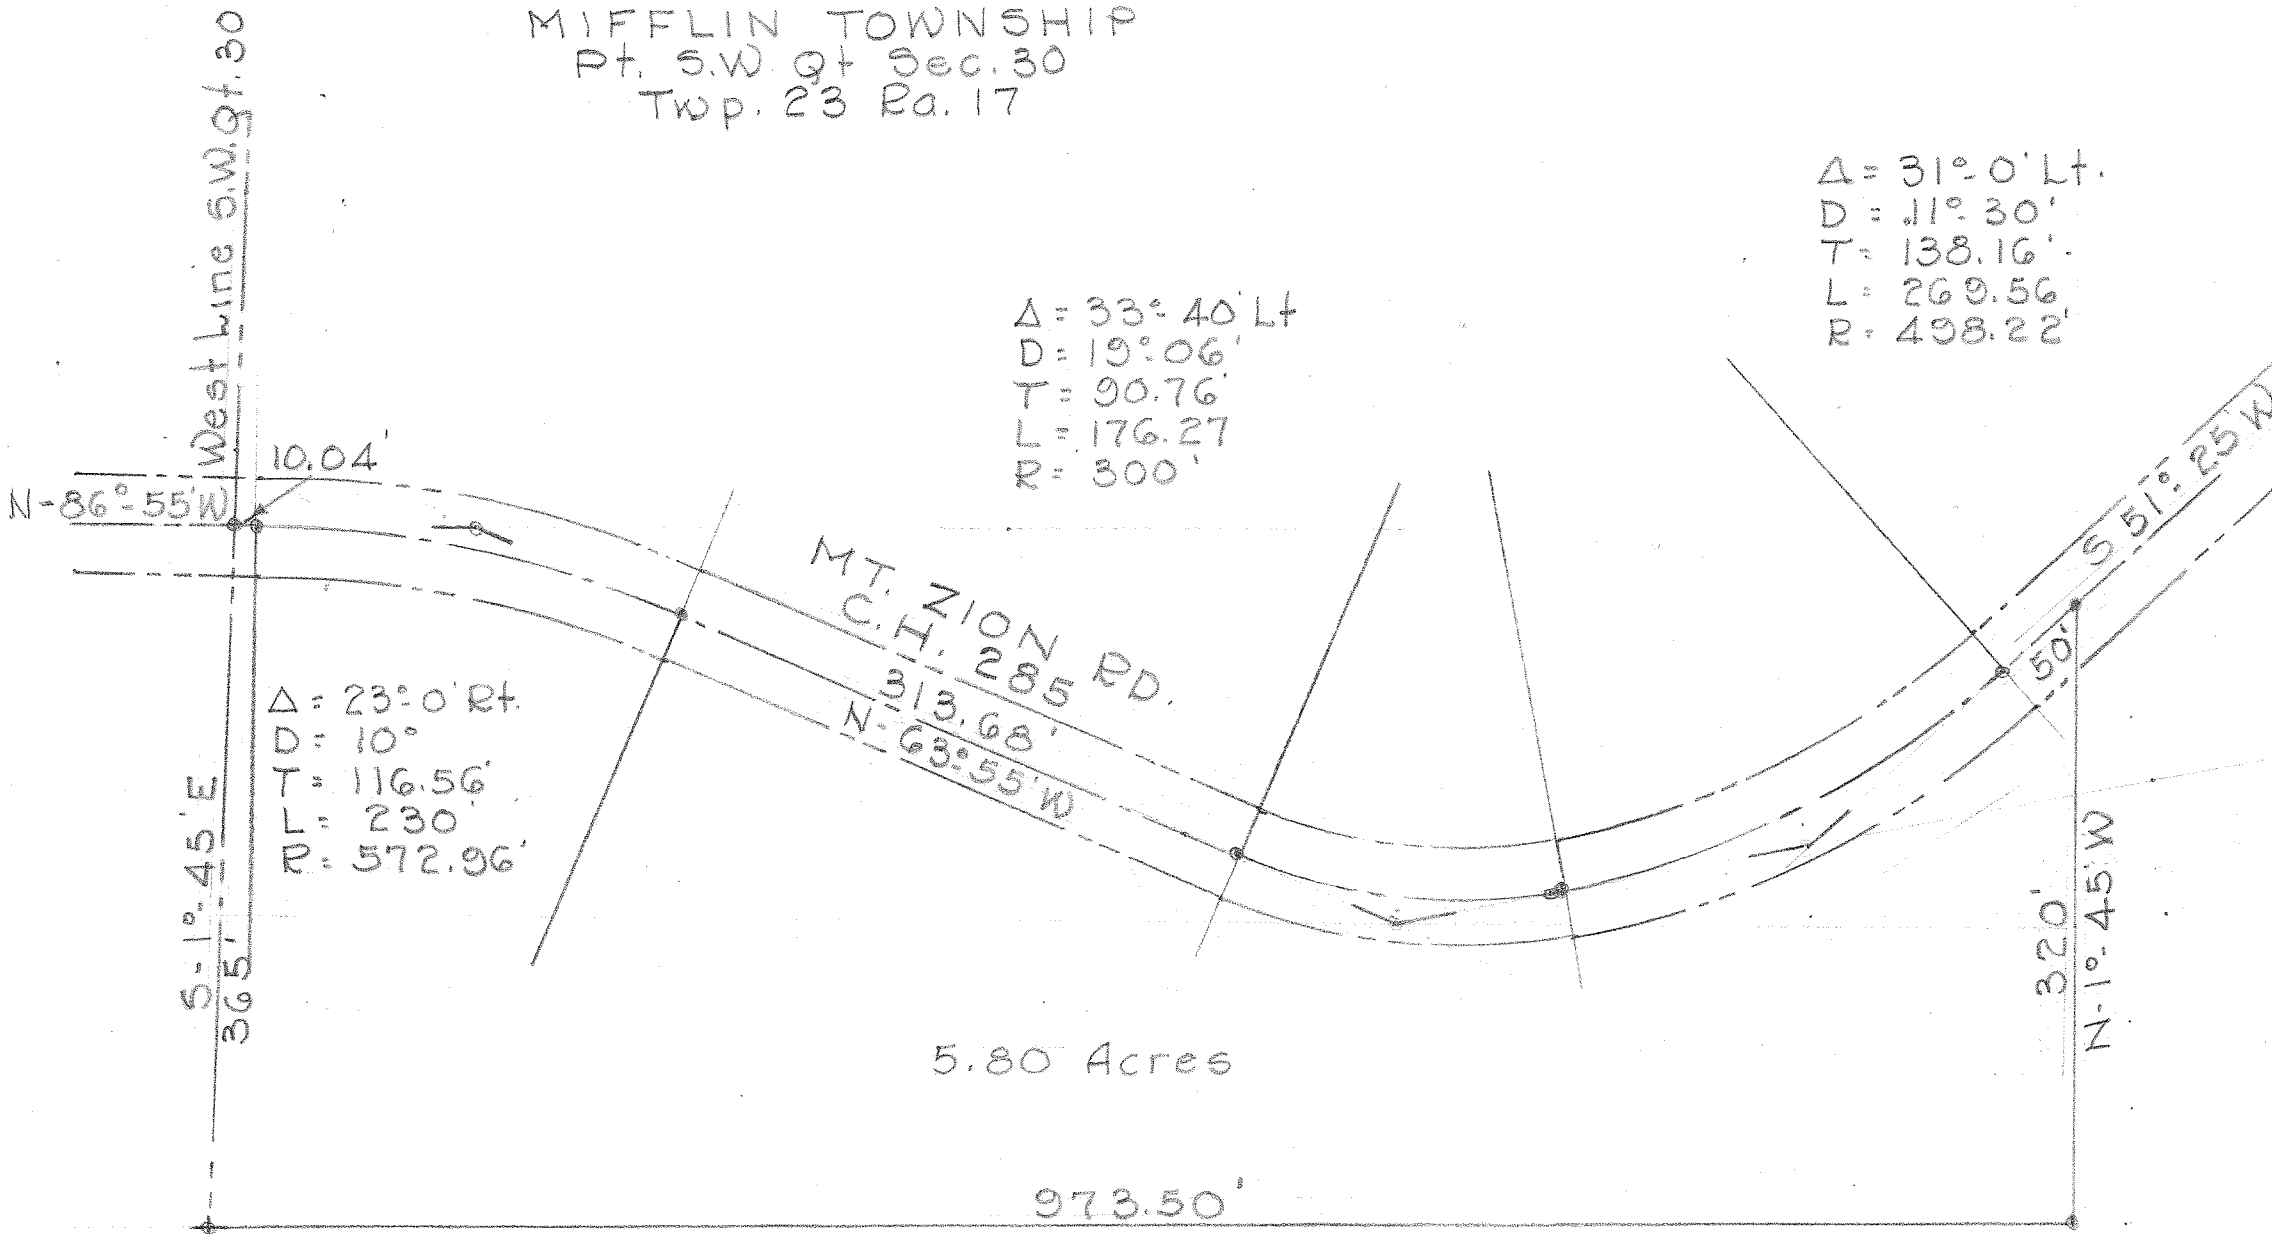 MIFFLIN TOWNSHIP
Pt. S.W. Qt Sec. 30
Twp. 23 Ra. 17
West Line S.W. Qt. 30
Δ = 31°-0' Lt.
D = 11° 30'
T = 138.16'
L = 269.56
R = 498.22'
Δ = 33°-40' Lt
D = 19°-06'
T = 90.76'
L = 176.27
R = 300'
10.04'
N-86°-55'W
S 51°-25'W
50'
MT. ZION RD.
C.H. 285
313.68'
N-63°-55'W
Δ = 23°-0' Rt.
D = 10°
T = 116.56'
L = 230'
R = 572.96'
S-1°-45'E
365'
320'
N-1°-45'W
5.80 Acres
973.50'